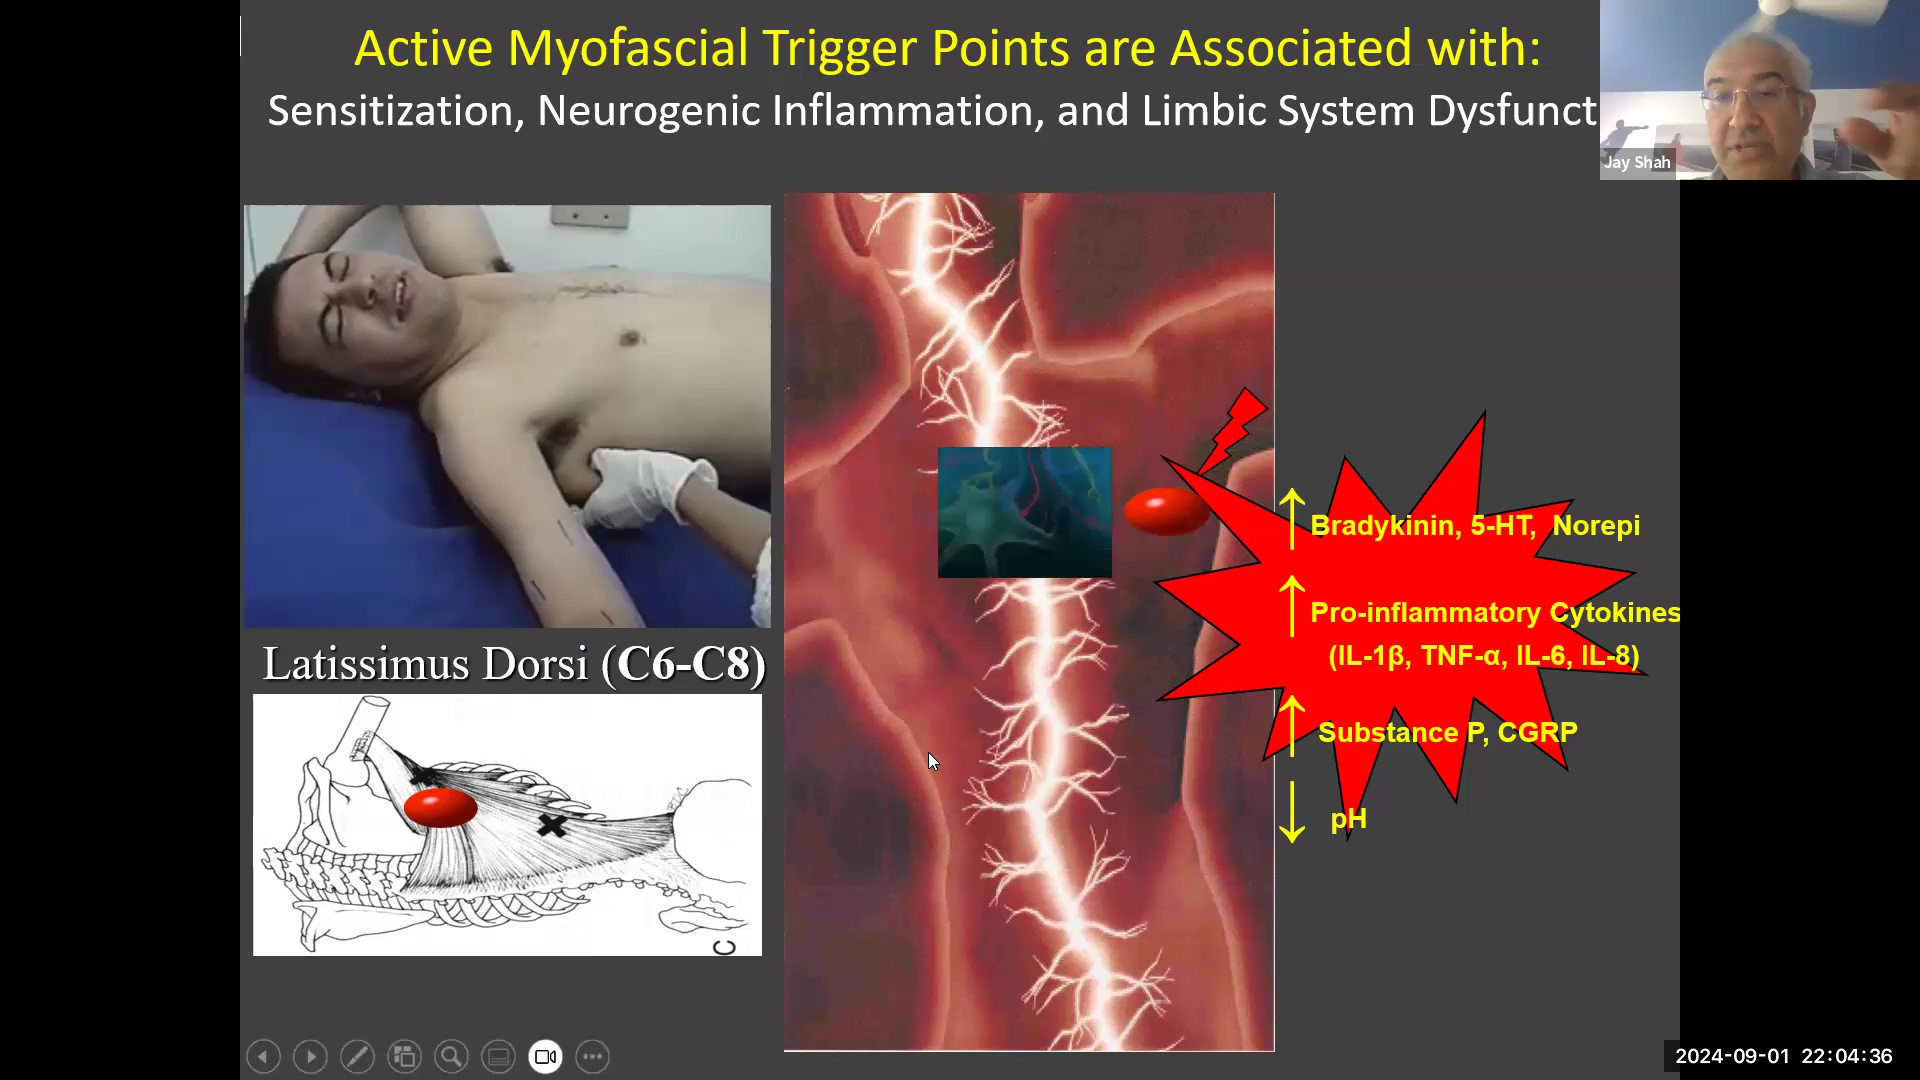 Active Myofascial Trigger Points are Associated with:
Sensitization, Neurogenic Inflammation, and Limbic System Dysfunct
Jay Shah
Latissimus Dorsi (C6-C8)
C
↑ Bradykinin, 5-HT, Norepi
↑ Pro-inflammatory Cytokines
(IL-1β, TNF-α, IL-6, IL-8)
↑ Substance P, CGRP
↓ pH
2024-09-01 22:04:36